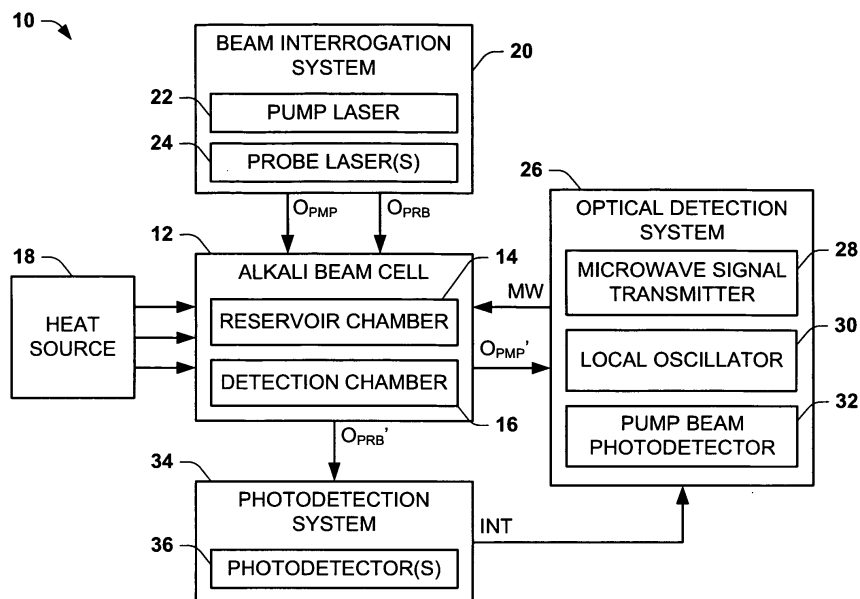 10
BEAM INTERROGATION
SYSTEM
20
22
PUMP LASER
24
PROBE LASER(S)
OPMP
OPRB
26
OPTICAL DETECTION
SYSTEM
28
MICROWAVE SIGNAL
TRANSMITTER
30
LOCAL OSCILLATOR
32
PUMP BEAM
PHOTODETECTOR
18
HEAT
SOURCE
12
ALKALI BEAM CELL
14
RESERVOIR CHAMBER
DETECTION CHAMBER
16
MW
OPMP'
OPRB'
34
PHOTODETECTION
SYSTEM
36
PHOTODETECTOR(S)
INT